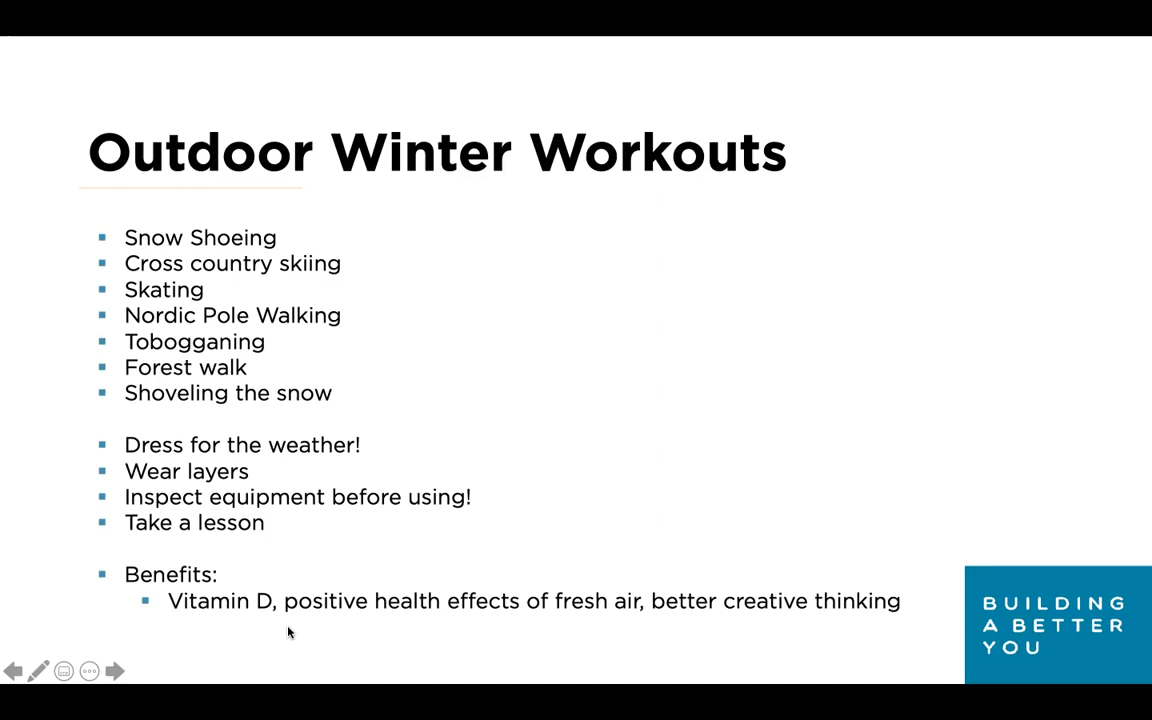 Outdoor Winter Workouts
Snow Shoeing
Cross country skiing
Skating
Nordic Pole Walking
Tobogganing
Forest walk
Shoveling the snow
Dress for the weather!
Wear layers
Inspect equipment before using!
Take a lesson
Benefits:
Vitamin D, positive health effects of fresh air, better creative thinking
BUILDING
A BETTER
YOU